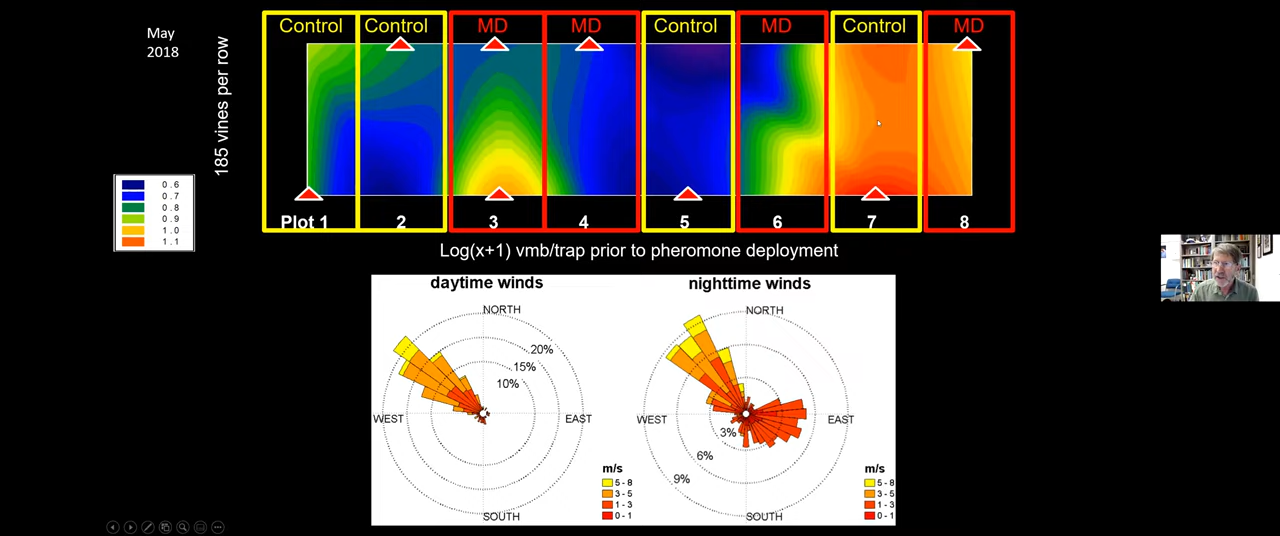 May
2018
Control Control MD MD Control MD Control MD
185 vines per row
0.6
0.7
0.8
0.9
1.0
1.1
Plot 1 2 3 4 5 6 7 8
Log(x+1) vmb/trap prior to pheromone deployment
daytime winds
NORTH
20%
15%
10%
WEST
EAST
SOUTH
m/s
5 - 8
3 - 5
1 - 3
0 - 1
nighttime winds
NORTH
WEST
EAST
3%
6%
9%
SOUTH
m/s
5 - 8
3 - 5
1 - 3
0 - 1